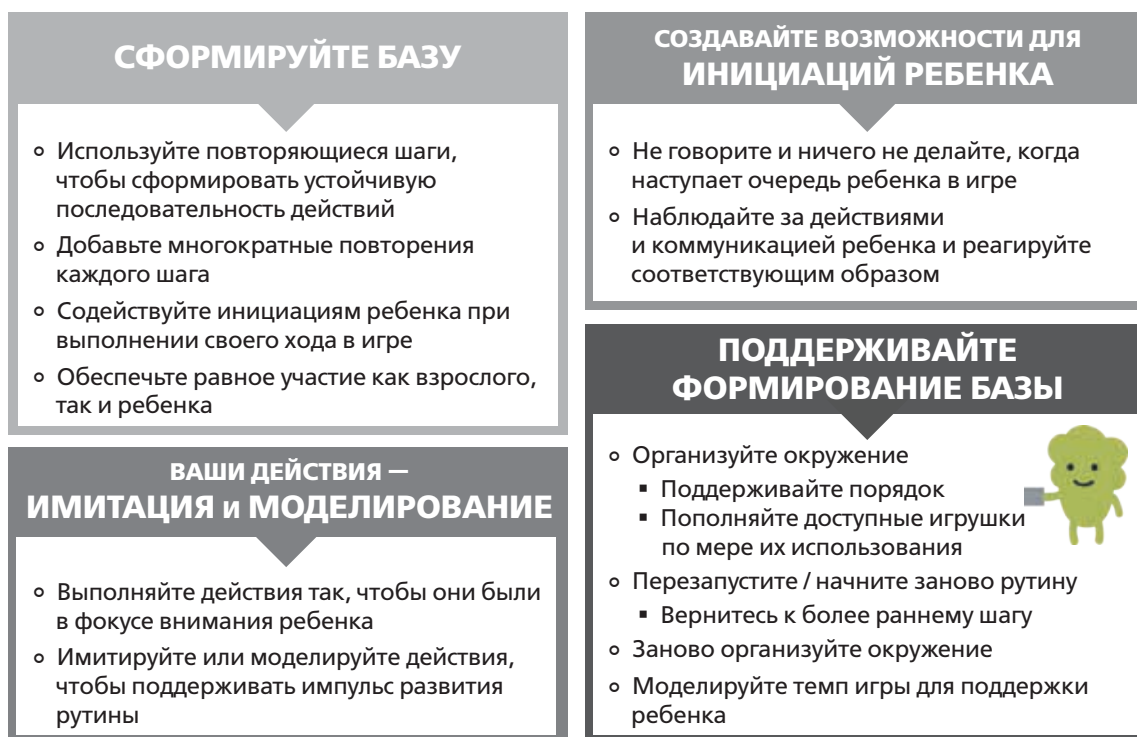 СФОРМИРУЙТЕ БАЗУ
o Используйте повторяющиеся шаги,
чтобы сформировать устойчивую
последовательность действий
o Добавьте многократные повторения
каждого шага
o Содействуйте инициациям ребенка при
выполнении своего хода в игре
o Обеспечьте равное участие как взрослого,
так и ребенка
ВАШИ ДЕЙСТВИЯ —
ИМИТАЦИЯ и МОДЕЛИРОВАНИЕ
o Выполняйте действия так, чтобы они были
в фокусе внимания ребенка
o Имитируйте или моделируйте действия,
чтобы поддерживать импульс развития
рутины
СОЗДАВАЙТЕ ВОЗМОЖНОСТИ ДЛЯ
ИНИЦИАЦИЙ РЕБЕНКА
o Не говорите и ничего не делайте, когда
наступает очередь ребенка в игре
o Наблюдайте за действиями
и коммуникацией ребенка и реагируйте
соответствующим образом
ПОДДЕРЖИВАЙТЕ
ФОРМИРОВАНИЕ БАЗЫ
o Организуйте окружение
▪ Поддерживайте порядок
▪ Пополняйте доступные игрушки
по мере их использования
o Перезапустите / начните заново рутину
▪ Вернитесь к более раннему шагу
o Заново организуйте окружение
o Моделируйте темп игры для поддержки
ребенка